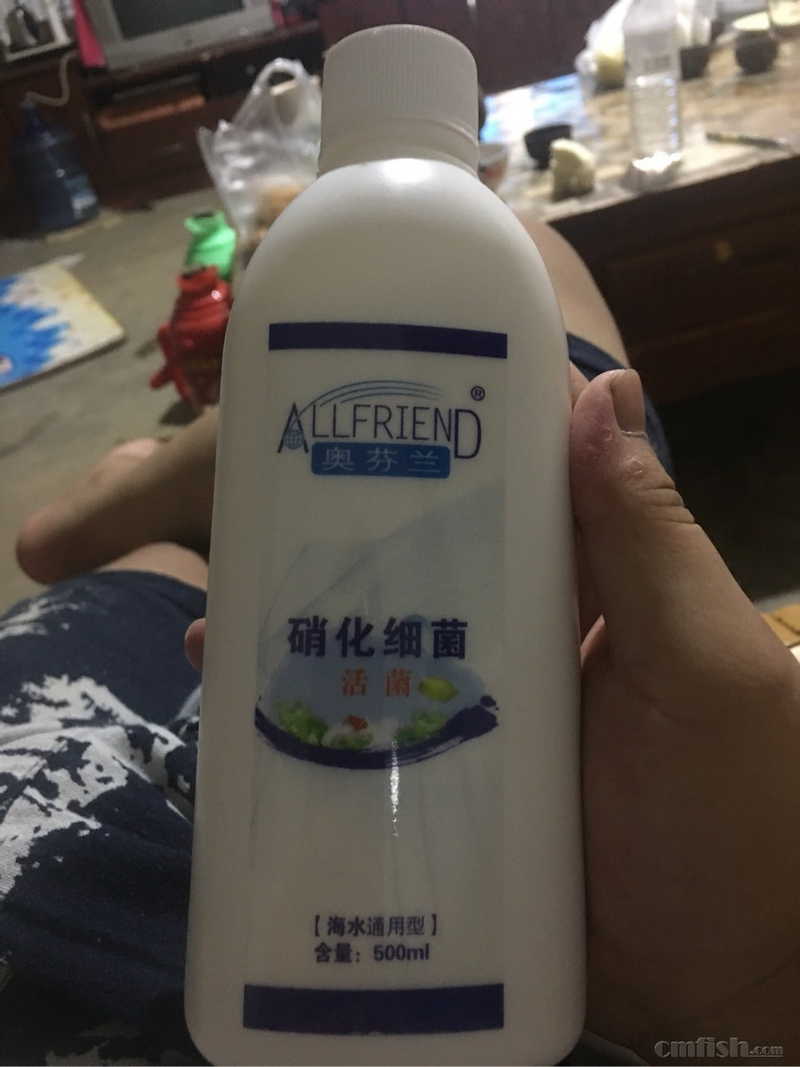 ALLFRIEND®
奥芬兰
硝化细菌
活菌
【海水通用型】
含量：500ml
cmfish.com